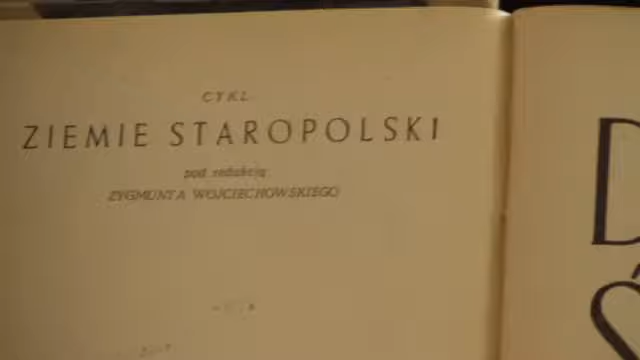 CYKL
ZIEMIE STAROPOLSKI
pod redakcją
ZYGMUNTA WOJCIECHOWSKIEGO
D
Ś